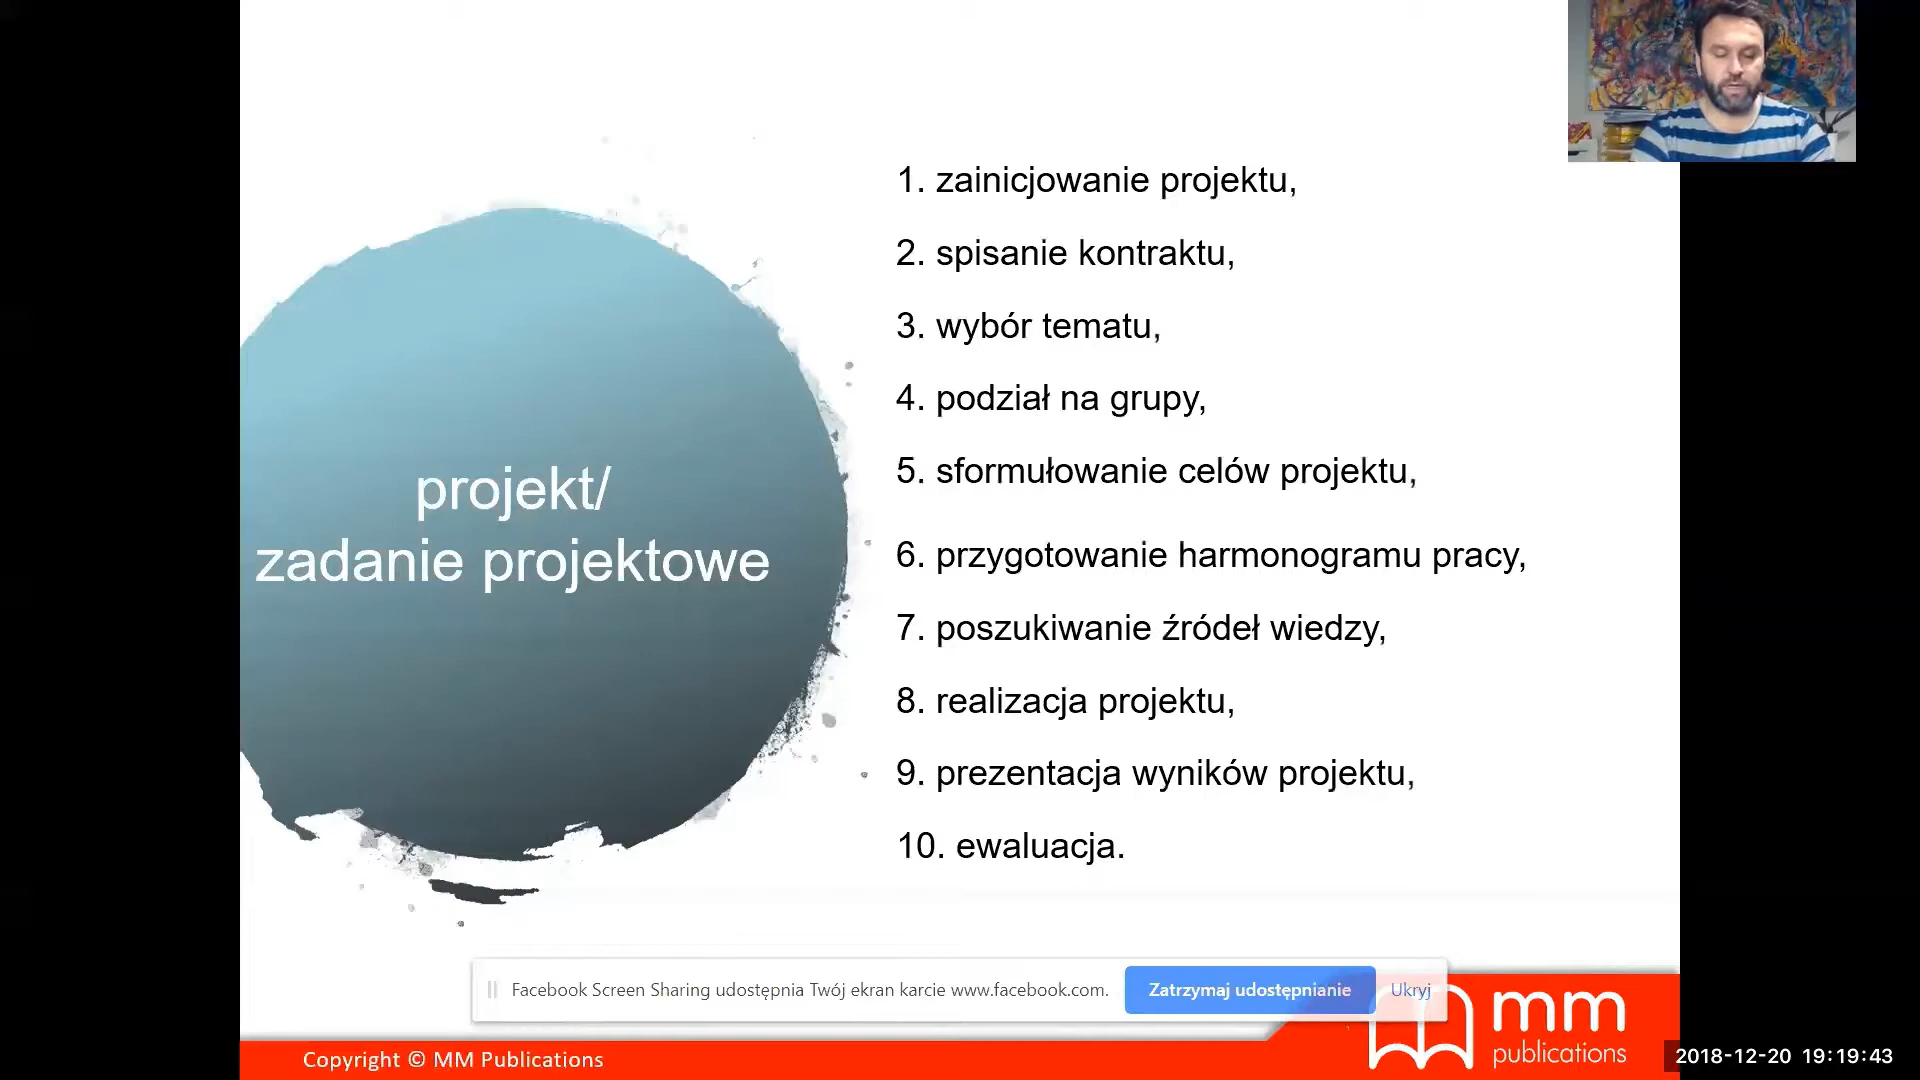 1. zainicjowanie projektu,
2. spisanie kontraktu,
3. wybór tematu,
4. podział na grupy,
5. sformułowanie celów projektu,
projekt/
zadanie projektowe
6. przygotowanie harmonogramu pracy,
7. poszukiwanie źródeł wiedzy,
8. realizacja projektu,
9. prezentacja wyników projektu,
10. ewaluacja.
Facebook Screen Sharing udostępnia Twój ekran karcie www.facebook.com.
Zatrzymaj udostępnianie
Ukryj
mm
publications
Copyright © MM Publications
2018-12-20 19:19:43